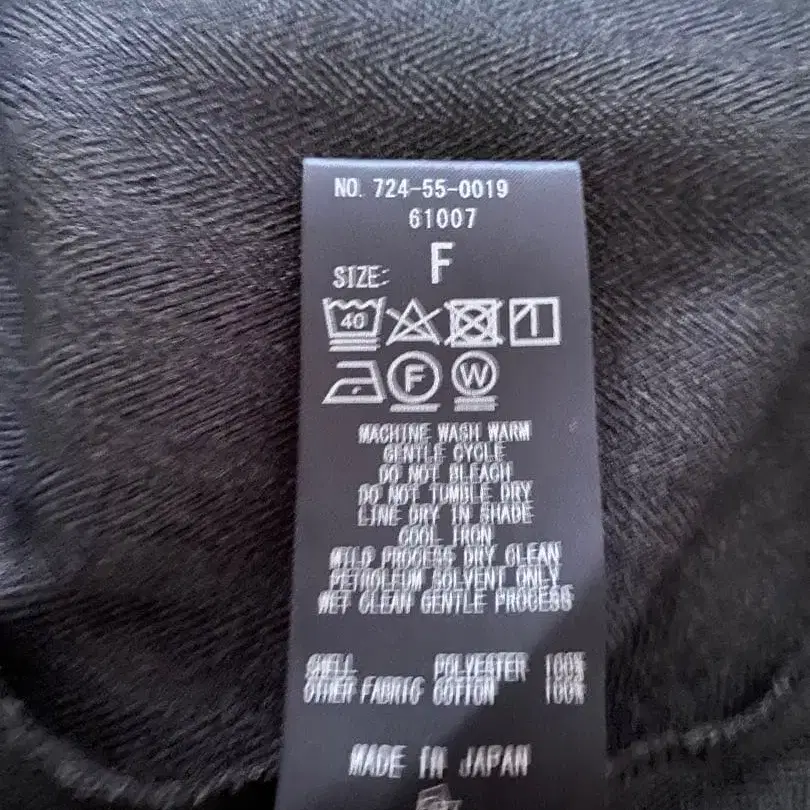 NO. 724-55-0019
61007
SIZE: F
40
F W
MACHINE WASH WARM
GENTLE CYCLE
DO NOT BLEACH
DO NOT TUMBLE DRY
LINE DRY IN SHADE
COOL IRON
MILD PROCESS DRY CLEAN
PETROLEUM SOLVENT ONLY
WET CLEAN GENTLE PROCESS
SHELL POLYESTER 100%
OTHER FABRIC COTTON 100%
MADE IN JAPAN